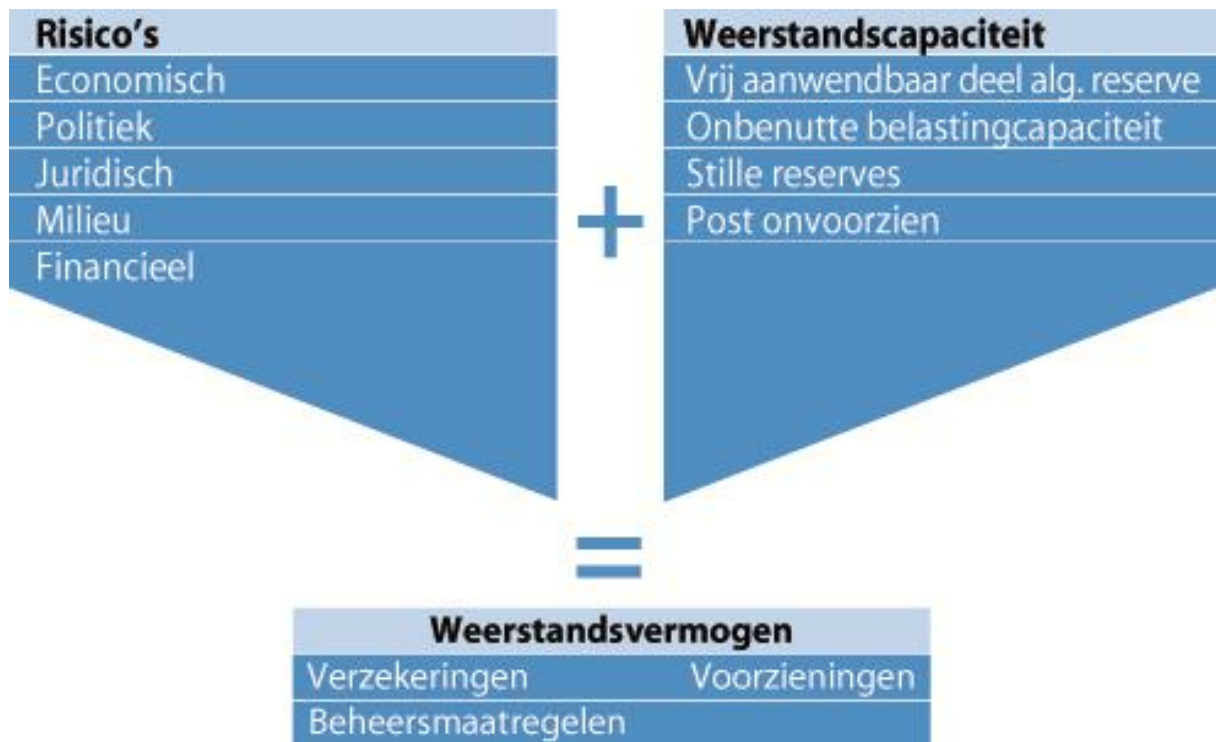 Risico's
Economisch
Politiek
Juridisch
Milieu
Financieel
+
Weerstandscapaciteit
Vrij aanwendbaar deel alg. reserve
Onbenutte belastingcapaciteit
Stille reserves
Post onvoorzien
=
Weerstandsvermogen
Verzekeringen Voorzieningen
Beheersmaatregelen